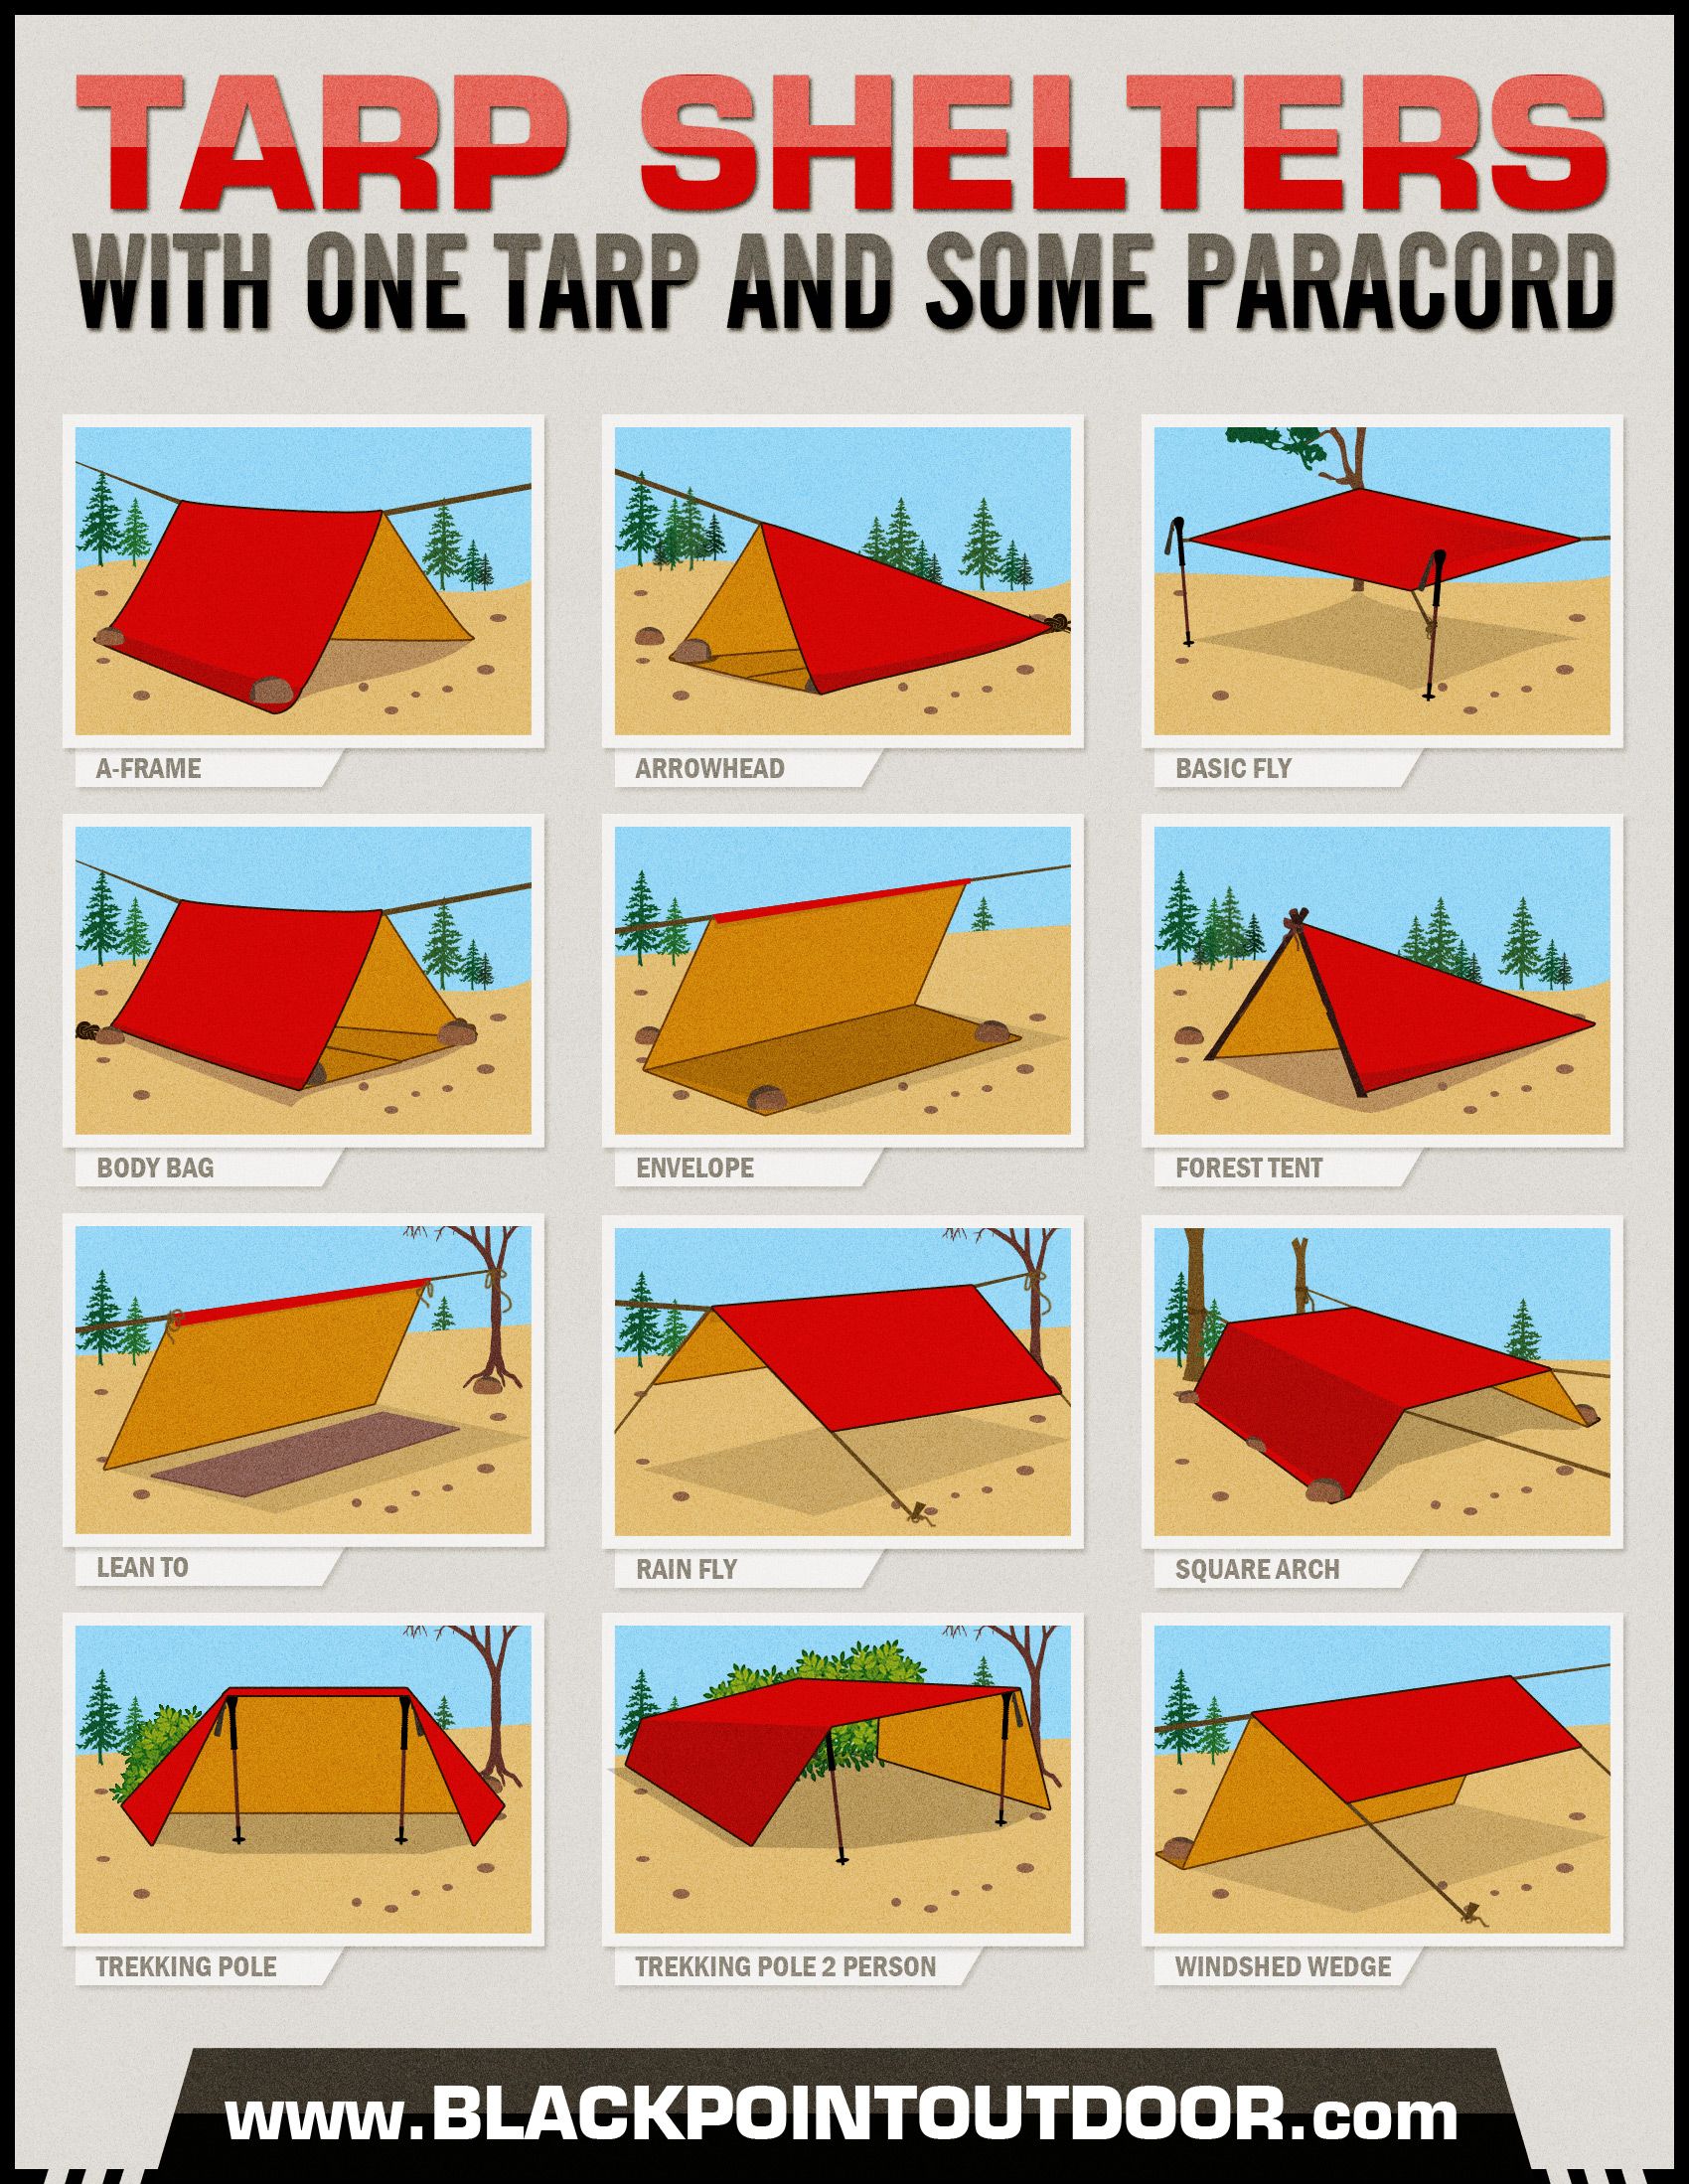 TARP SHELTERS
WITH ONE TARP AND SOME PARACORD
A-FRAME
ARROWHEAD
BASIC FLY
BODY BAG
ENVELOPE
FOREST TENT
LEAN TO
RAIN FLY
SQUARE ARCH
TREKKING POLE
TREKKING POLE 2 PERSON
WINDSHED WEDGE
www.BLACKPOINTOUTDOOR.com